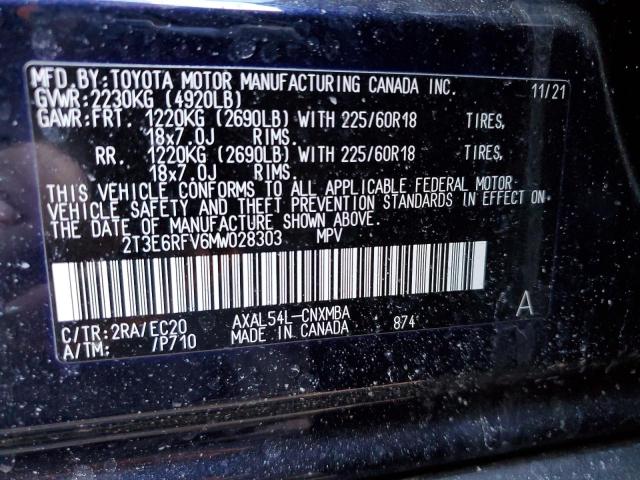 MFD. BY: TOYOTA MOTOR MANUFACTURING CANADA INC. 11/21
GVWR: 2230KG (4920LB)
GAWR: FRT. 1220KG (2690LB) WITH 225/60R18 TIRES,
18x7.0J RIMS.
RR. 1220KG (2690LB) WITH 225/60R18 TIRES,
18x7.0J RIMS.
THIS VEHICLE CONFORMS TO ALL APPLICABLE FEDERAL MOTOR
VEHICLE SAFETY AND THEFT PREVENTION STANDARDS IN EFFECT ON
THE DATE OF MANUFACTURE SHOWN ABOVE.
2T3E6RFV6MW028303 MPV
C/TR: 2RA/EC20 AXAL54L-CNXMBA A
A/TM: /P710 MADE IN CANADA 874